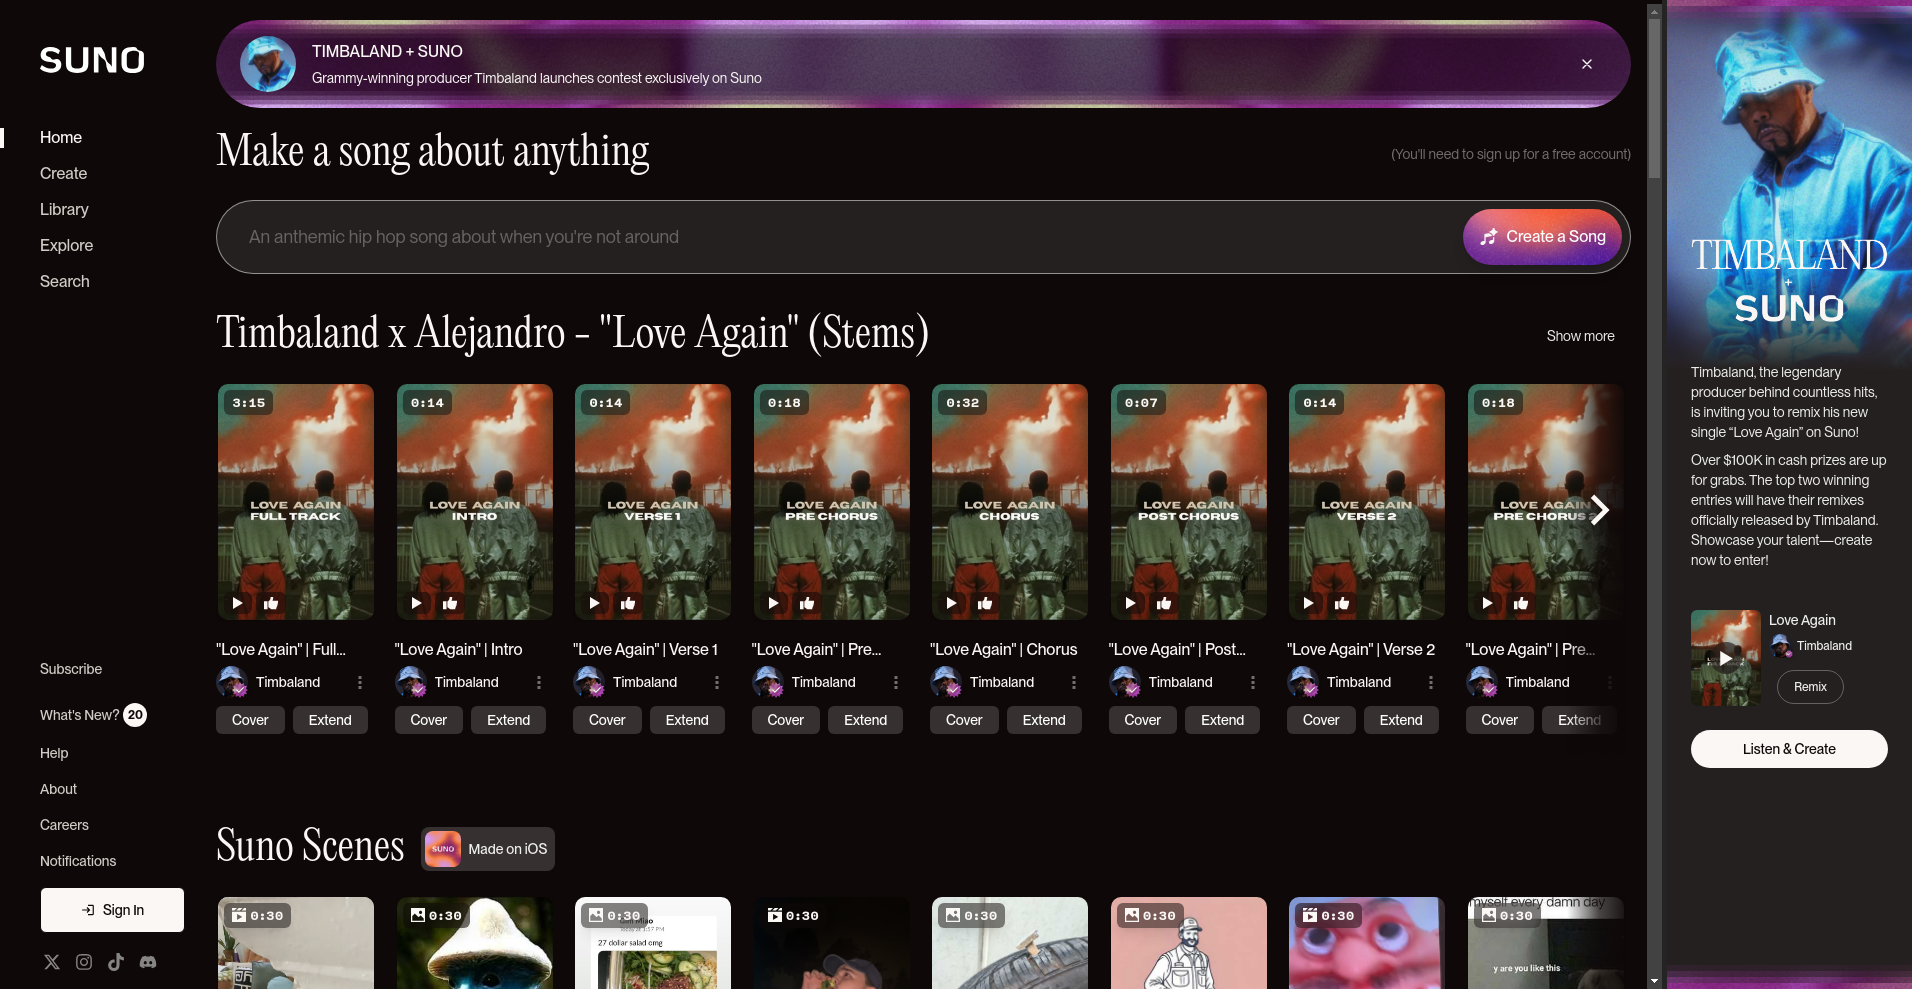 SUNO
Home
Create
Library
Explore
Search
Subscribe
What's New? 20
Help
About
Careers
Notifications
Sign In
TIMBALAND + SUNO
Grammy-winning producer Timbaland launches contest exclusively on Suno
Make a song about anything
(You'll need to sign up for a free account)
An anthemic hip hop song about when you're not around
Create a Song
Timbaland x Alejandro - "Love Again" (Stems)
Show more
3:15
LOVE AGAIN
FULL TRACK
"Love Again" | Full...
Timbaland
Cover Extend
0:14
LOVE AGAIN
INTRO
"Love Again" | Intro
Timbaland
Cover Extend
0:14
LOVE AGAIN
VERSE 1
"Love Again" | Verse 1
Timbaland
Cover Extend
0:18
LOVE AGAIN
PRE CHORUS
"Love Again" | Pre...
Timbaland
Cover Extend
0:32
LOVE AGAIN
CHORUS
"Love Again" | Chorus
Timbaland
Cover Extend
0:07
LOVE AGAIN
POST CHORUS
"Love Again" | Post...
Timbaland
Cover Extend
0:14
LOVE AGAIN
VERSE 2
"Love Again" | Verse 2
Timbaland
Cover Extend
0:18
LOVE AGAIN
PRE CHORUS 2
"Love Again" | Pre...
Timbaland
Cover Extend
Suno Scenes
SUNO
Made on iOS
0:30
0:30
0:30
Today at 1:57 PM
27 dollar salad omg
0:30
0:30
0:30
0:30
myself every damn day
0:30
y are you like this
TIMBALAND
+
SUNO
Timbaland, the legendary
producer behind countless hits,
is inviting you to remix his new
single “Love Again” on Suno!
Over $100K in cash prizes are up
for grabs. The top two winning
entries will have their remixes
officially released by Timbaland.
Showcase your talent—create
now to enter!
Love Again
Timbaland
Remix
Listen & Create